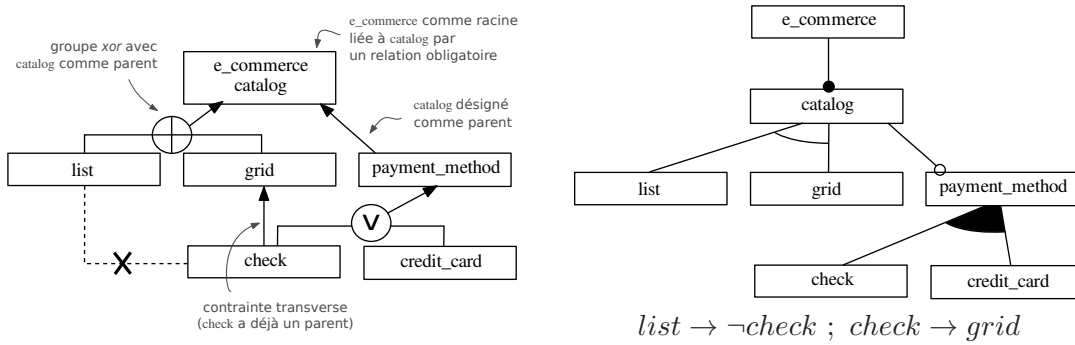 e_commerce comme racine
liée à catalog par
un relation obligatoire
groupe xor avec
catalog comme parent
e_commerce
catalog
catalog désigné
comme parent
list
grid
payment_method
V
check
credit_card
contrainte transverse
(check a déjà un parent)
e_commerce
catalog
list
grid
payment_method
check
credit_card
list → ¬check ; check → grid